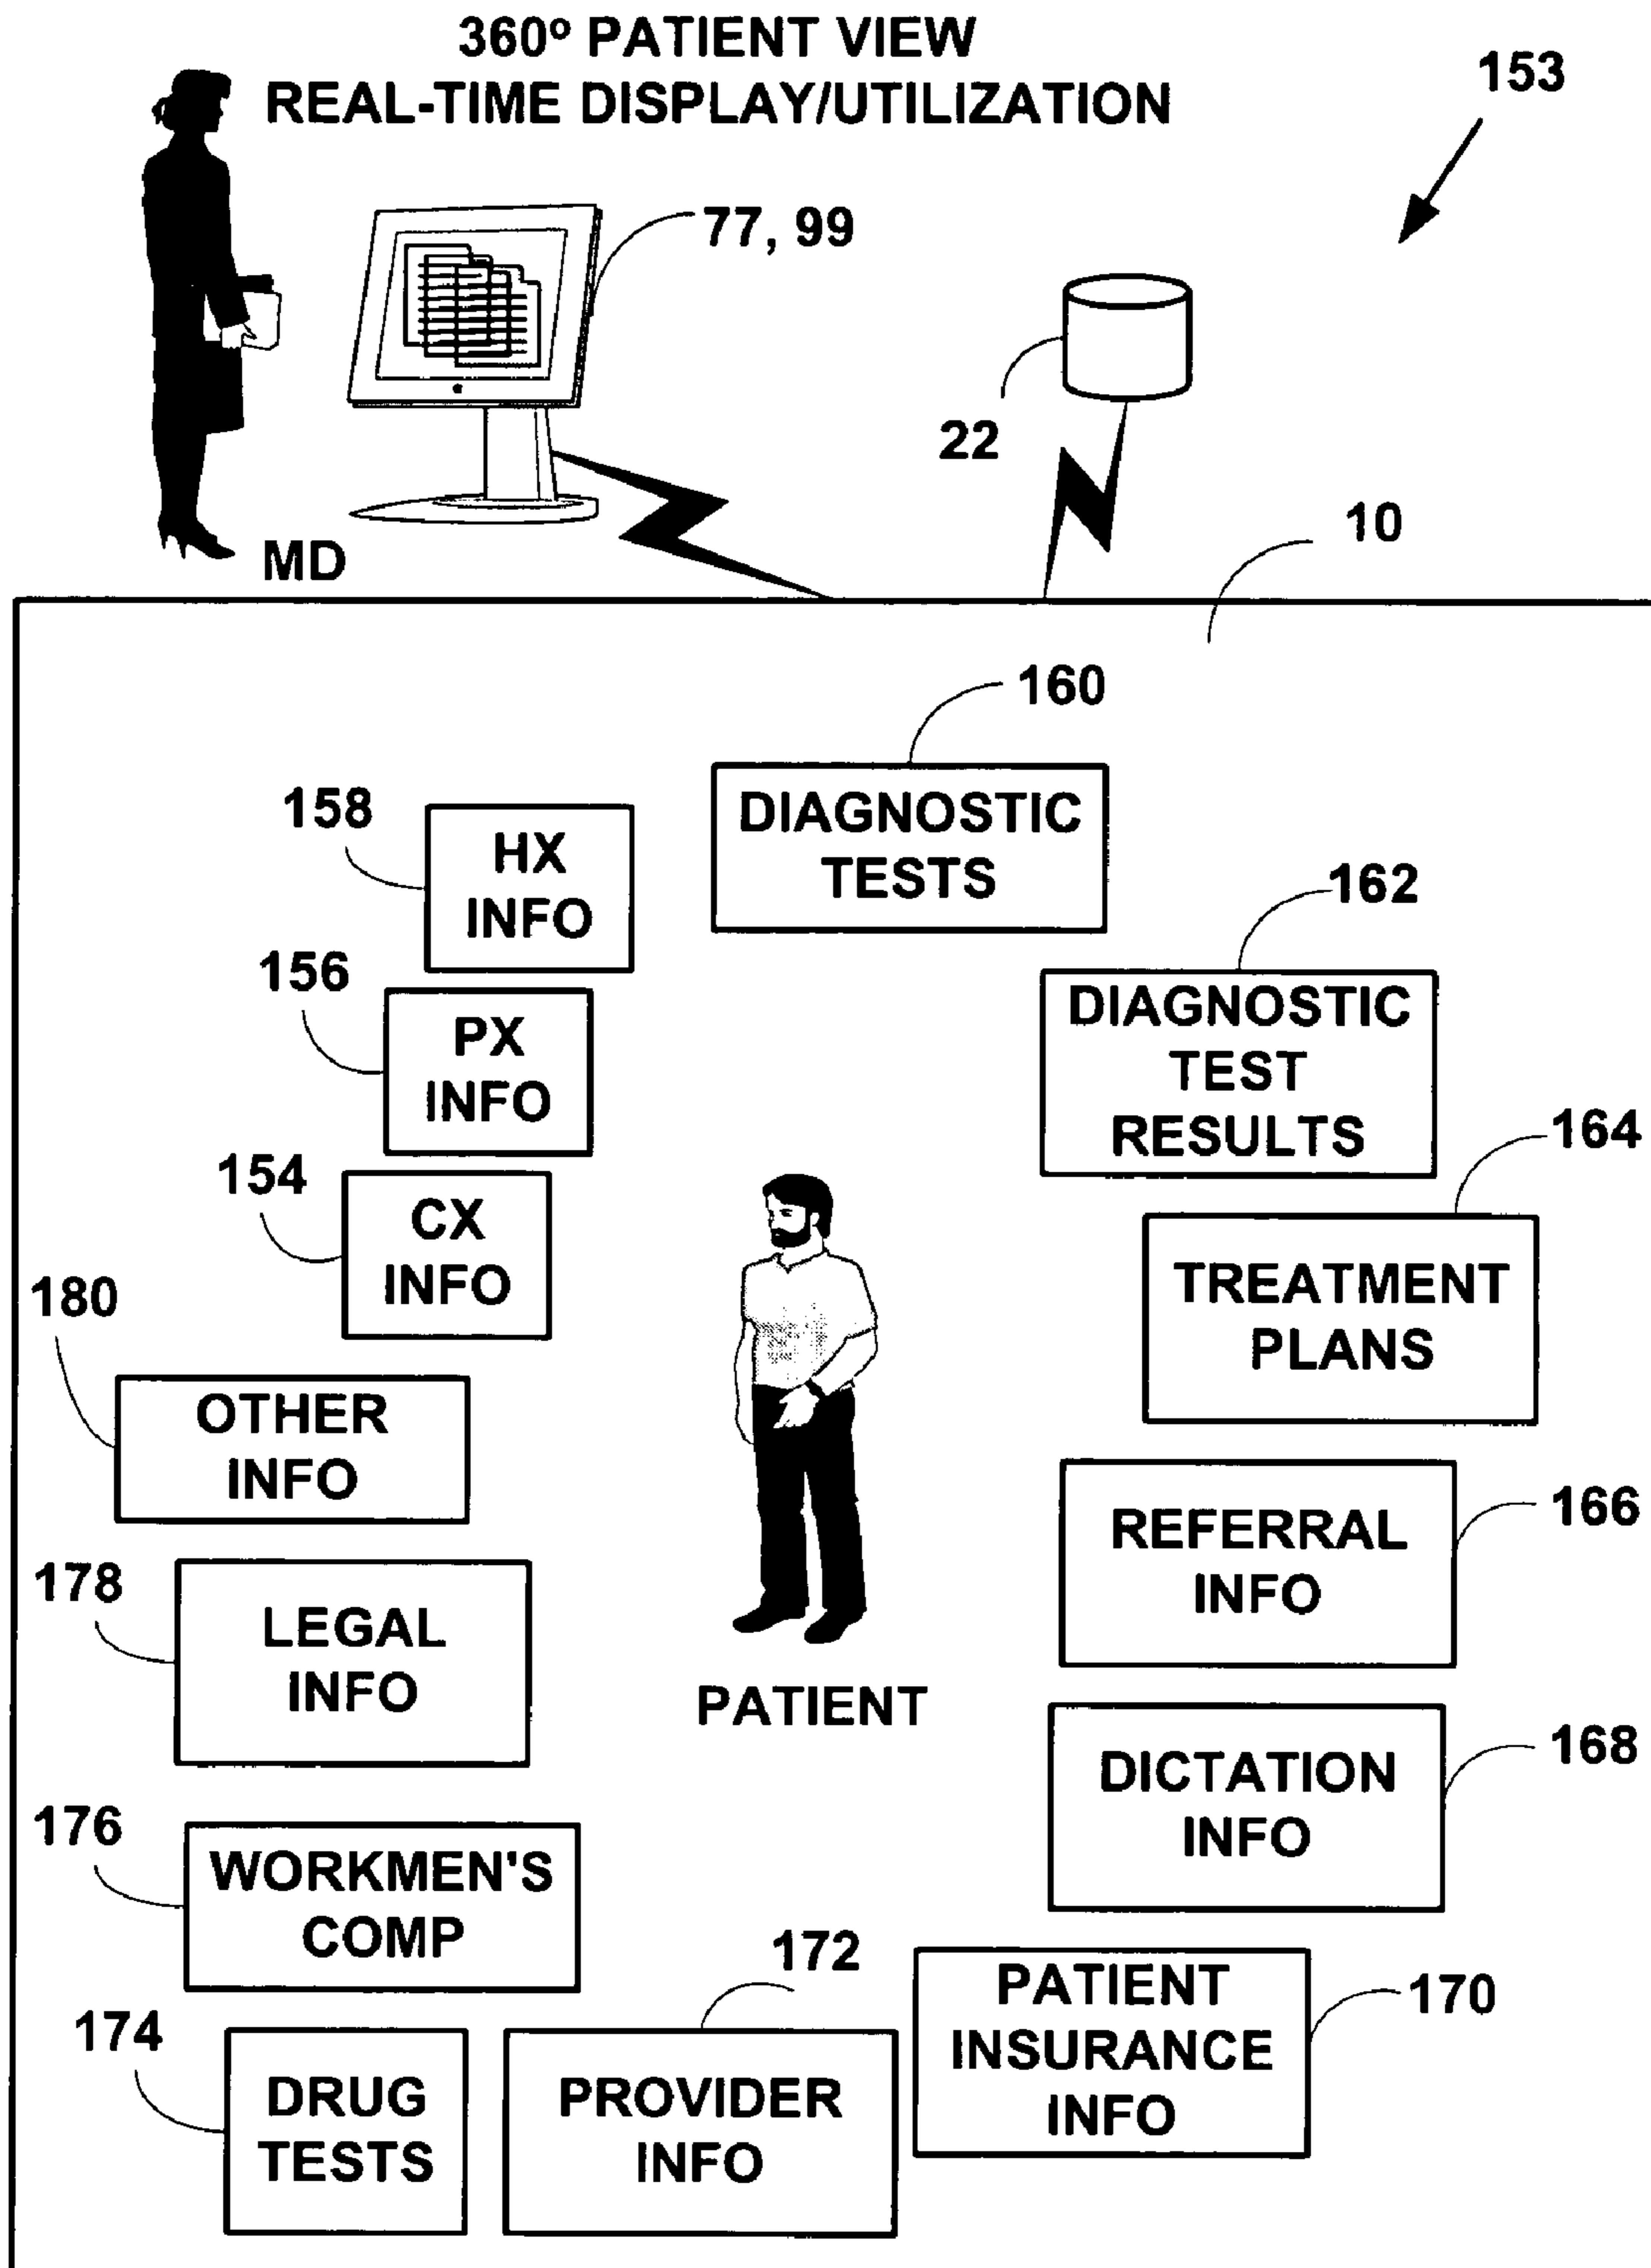 360º PATIENT VIEW
REAL-TIME DISPLAY/UTILIZATION
153
77, 99
22
MD
10
160
DIAGNOSTIC
TESTS
158
HX
INFO
162
DIAGNOSTIC
TEST
RESULTS
156
PX
INFO
164
TREATMENT
PLANS
154
CX
INFO
180
OTHER
INFO
166
REFERRAL
INFO
178
LEGAL
INFO
PATIENT
168
DICTATION
INFO
176
WORKMEN'S
COMP
172
PROVIDER
INFO
170
PATIENT
INSURANCE
INFO
174
DRUG
TESTS